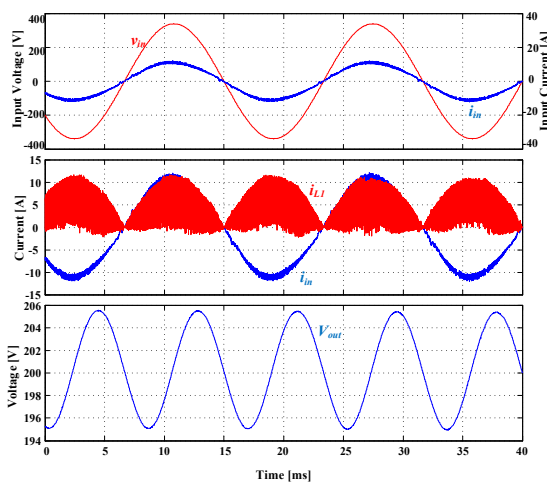 400
200
0
-200
-400
Input Voltage [V]
v_in
i_in
40
20
0
-20
-40
Input Current [A]
15
10
5
0
-5
-10
-15
Current [A]
i_L1
i_in
206
204
202
200
198
196
194
Voltage [V]
V_out
0 5 10 15 20 25 30 35 40
Time [ms]